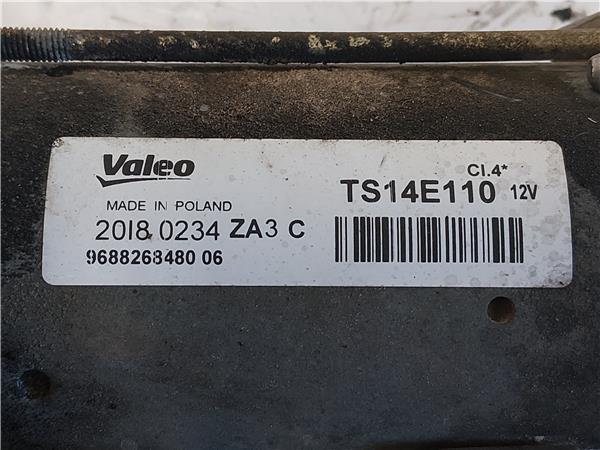 Valeo
MADE IN POLAND
2018 0234 ZA3 C
9688268480 06
Cl.4*
TS14E110 12V